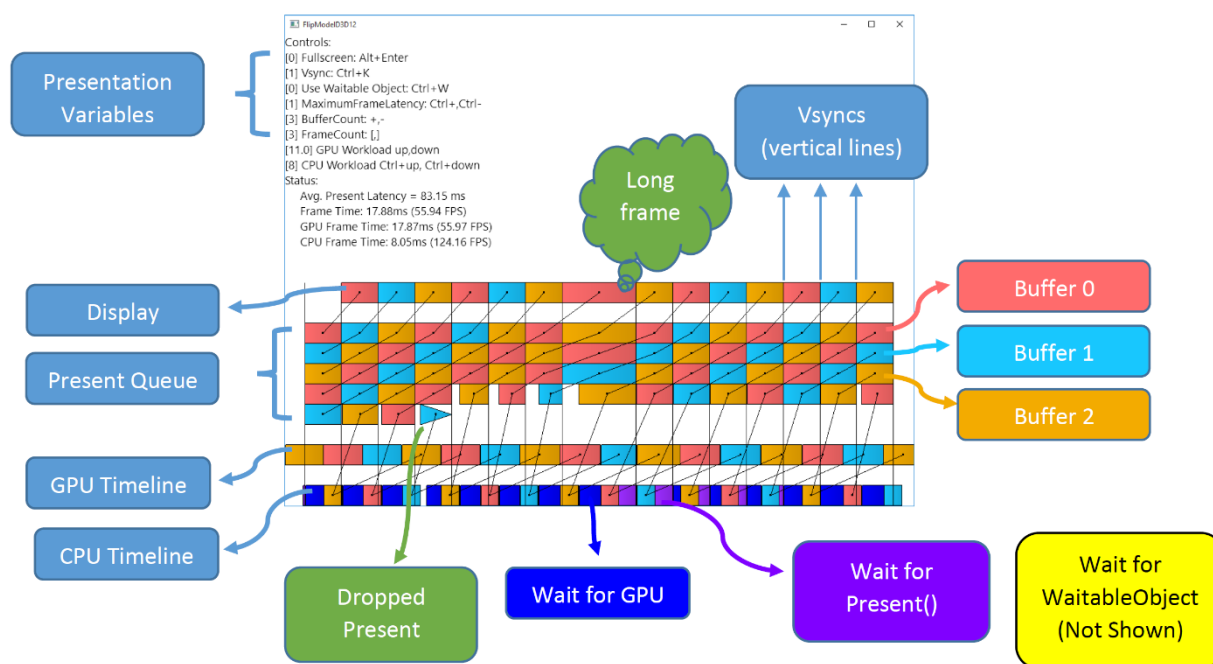 FlipModelD3D12
Controls:
[0] Fullscreen: Alt+Enter
[1] Vsync: Ctrl+K
[0] Use Waitable Object: Ctrl+W
[1] MaximumFrameLatency: Ctrl+,Ctrl-
[3] BufferCount: +,-
[3] FrameCount: [,]
[11.0] GPU Workload up,down
[8] CPU Workload Ctrl+up, Ctrl+down
Status:
Avg. Present Latency = 83.15 ms
Frame Time: 17.88ms (55.94 FPS)
GPU Frame Time: 17.87ms (55.97 FPS)
CPU Frame Time: 8.05ms (124.16 FPS)
Presentation
Variables
Vsyncs
(vertical lines)
Long
frame
Display
Present Queue
GPU Timeline
CPU Timeline
Buffer 0
Buffer 1
Buffer 2
Dropped
Present
Wait for GPU
Wait for
Present()
Wait for
WaitableObject
(Not Shown)